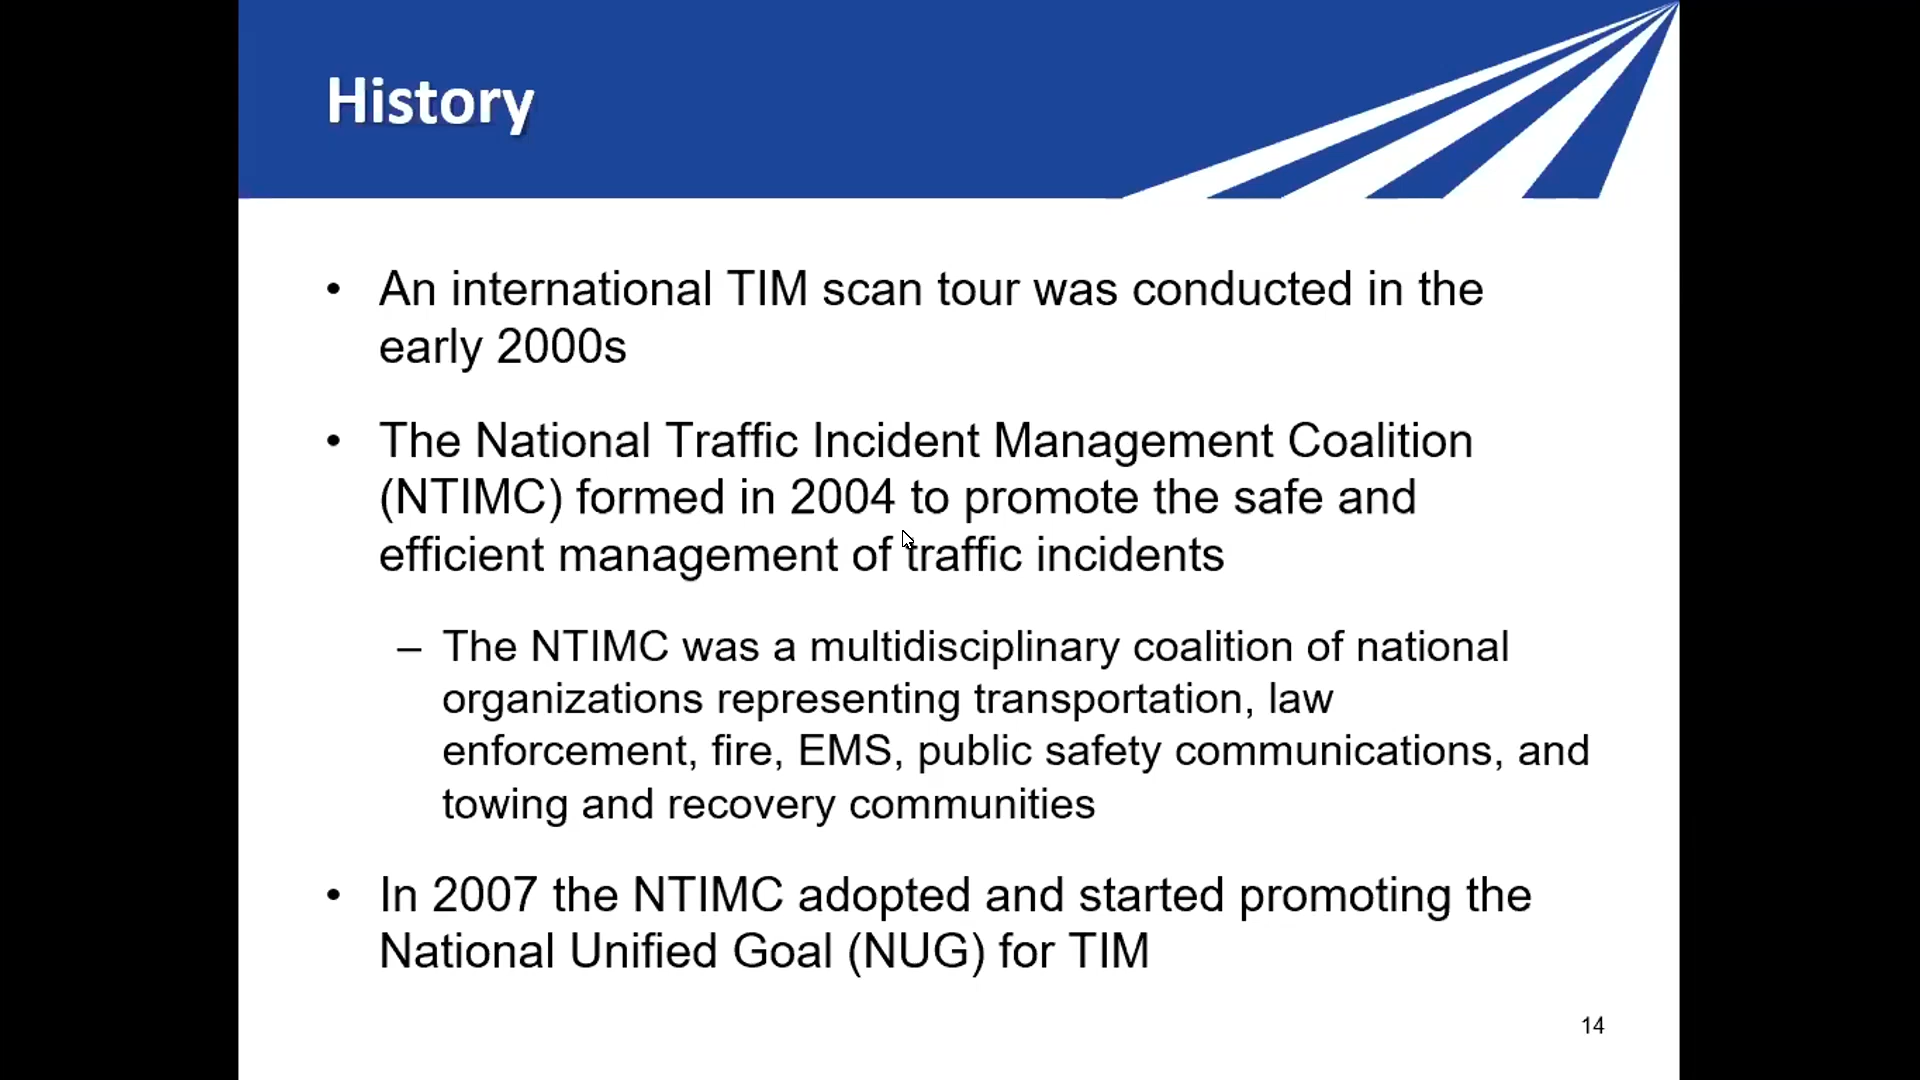 History
• An international TIM scan tour was conducted in the
early 2000s
• The National Traffic Incident Management Coalition
(NTIMC) formed in 2004 to promote the safe and
efficient management of traffic incidents
– The NTIMC was a multidisciplinary coalition of national
organizations representing transportation, law
enforcement, fire, EMS, public safety communications, and
towing and recovery communities
• In 2007 the NTIMC adopted and started promoting the
National Unified Goal (NUG) for TIM
14